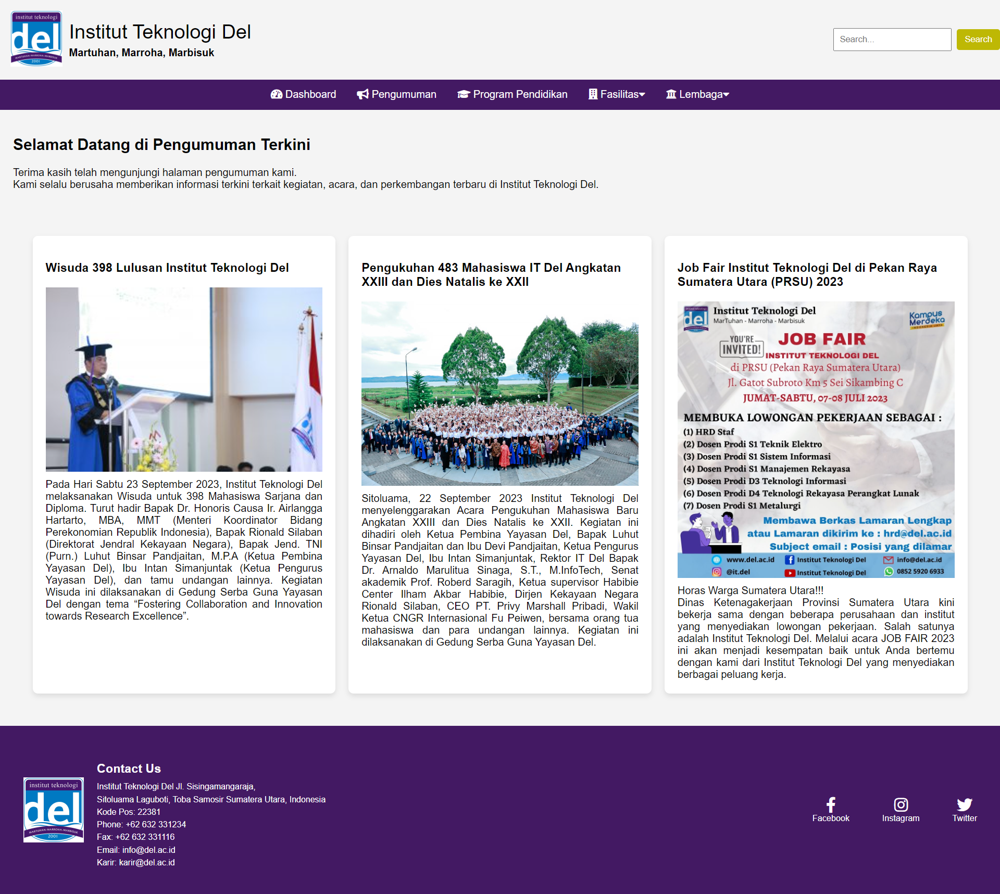 institut teknologi
del
MARTUHAN-MARROHA-MARBISUK
2001
Institut Teknologi Del
Martuhan, Marroha, Marbisuk
Search...
Search
Dashboard
Pengumuman
Program Pendidikan
Fasilitas
Lembaga
Selamat Datang di Pengumuman Terkini
Terima kasih telah mengunjungi halaman pengumuman kami.
Kami selalu berusaha memberikan informasi terkini terkait kegiatan, acara, dan perkembangan terbaru di Institut Teknologi Del.
Wisuda 398 Lulusan Institut Teknologi Del
Pada Hari Sabtu 23 September 2023, Institut Teknologi Del
melaksanakan Wisuda untuk 398 Mahasiswa Sarjana dan
Diploma. Turut hadir Bapak Dr. Honoris Causa Ir. Airlangga
Hartarto, MBA, MMT (Menteri Koordinator Bidang
Perekonomian Republik Indonesia), Bapak Rionald Silaban
(Direktorat Jendral Kekayaan Negara), Bapak Jend. TNI
(Purn.) Luhut Binsar Pandjaitan, M.P.A (Ketua Pembina
Yayasan Del), Ibu Intan Simanjuntak (Ketua Pengurus
Yayasan Del), dan tamu undangan lainnya. Kegiatan
Wisuda ini dilaksanakan di Gedung Serba Guna Yayasan
Del dengan tema “Fostering Collaboration and Innovation
towards Research Excellence”.
Pengukuhan 483 Mahasiswa IT Del Angkatan
XXIII dan Dies Natalis ke XXII
Sitoluama, 22 September 2023 Institut Teknologi Del
menyelenggarakan Acara Pengukuhan Mahasiswa Baru
Angkatan XXIII dan Dies Natalis ke XXII. Kegiatan ini
dihadiri oleh Ketua Pembina Yayasan Del, Bapak Luhut
Binsar Pandjaitan dan Ibu Devi Pandjaitan, Ketua Pengurus
Yayasan Del, Ibu Intan Simanjuntak, Rektor IT Del Bapak
Dr. Arnaldo Marulitua Sinaga, S.T., M.InfoTech, Senat
akademik Prof. Roberd Saragih, Ketua supervisor Habibie
Center Ilham Akbar Habibie, Dirjen Kekayaan Negara
Rionald Silaban, CEO PT. Privy Marshall Pribadi, Wakil
Ketua CNGR Internasional Fu Peiwen, bersama orang tua
mahasiswa dan para undangan lainnya. Kegiatan ini
dilaksanakan di Gedung Serba Guna Yayasan Del.
Job Fair Institut Teknologi Del di Pekan Raya
Sumatera Utara (PRSU) 2023
del
Institut Teknologi Del
MarTuhan - Marroha - Marbisuk
Kampus
Merdeka
INDONESIA JAYA
YOU'RE
INVITED!
JOB FAIR
INSTITUT TEKNOLOGI DEL
di PRSU (Pekan Raya Sumatera Utara)
Jl. Gatot Subroto Km 5 Sei Sikambing C
JUMAT-SABTU, 07-08 JULI 2023
MEMBUKA LOWONGAN PEKERJAAN SEBAGAI :
(1) HRD Staf
(2) Dosen Prodi S1 Teknik Elektro
(3) Dosen Prodi S1 Sistem Informasi
(4) Dosen Prodi S1 Manajemen Rekayasa
(5) Dosen Prodi D3 Teknologi Informasi
(6) Dosen Prodi D4 Teknologi Rekayasa Perangkat Lunak
(7) Dosen Prodi S1 Metalurgi
Membawa Berkas Lamaran Lengkap
atau Lamaran dikirim ke : hrd@del.ac.id
Subject email : Posisi yang dilamar
www.del.ac.id
Institut Teknologi Del
info@del.ac.id
@it.del
Institut Teknologi Del
0852 5920 6933
Horas Warga Sumatera Utara!!!
Dinas Ketenagakerjaan Provinsi Sumatera Utara kini
bekerja sama dengan beberapa perusahaan dan institut
yang menyediakan lowongan pekerjaan. Salah satunya
adalah Institut Teknologi Del. Melalui acara JOB FAIR 2023
ini akan menjadi kesempatan baik untuk Anda bertemu
dengan kami dari Institut Teknologi Del yang menyediakan
berbagai peluang kerja.
institut teknologi
del
MARTUHAN-MARROHA-MARBISUK
2001
Contact Us
Institut Teknologi Del Jl. Sisingamangaraja,
Sitoluama Laguboti, Toba Samosir Sumatera Utara, Indonesia
Kode Pos: 22381
Phone: +62 632 331234
Fax: +62 632 331116
Email: info@del.ac.id
Karir: karir@del.ac.id
Facebook
Instagram
Twitter